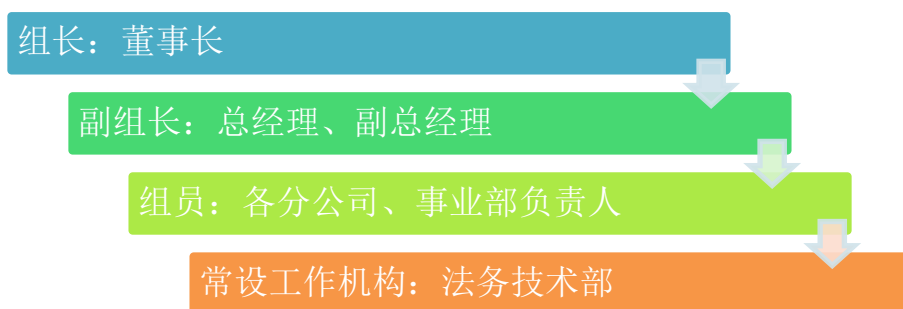 组长：董事长
副组长：总经理、副总经理
组员：各分公司、事业部负责人
常设工作机构：法务技术部